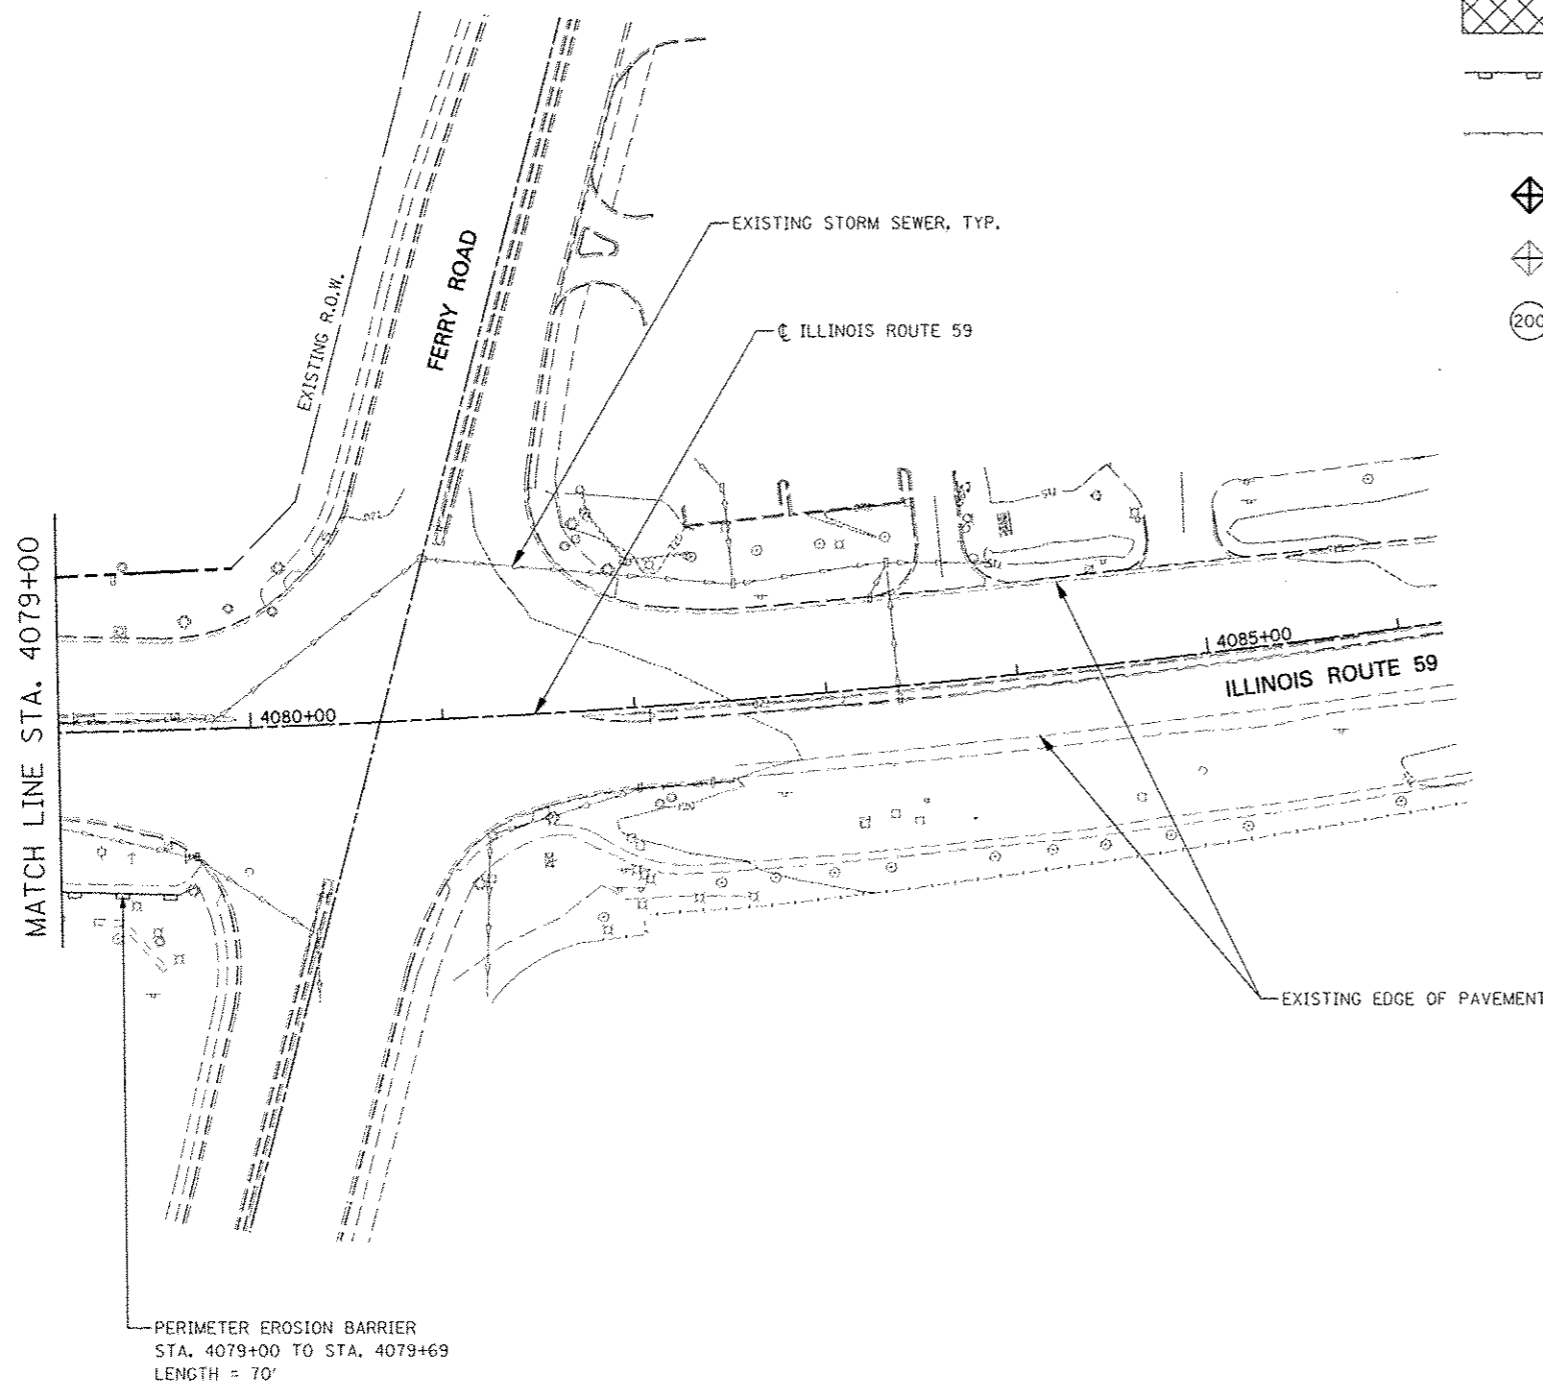 EXISTING STORM SEWER, TYP.
EXISTING R.O.W.
FERRY ROAD
℄ ILLINOIS ROUTE 59
200
MATCH LINE STA. 4079+00
4080+00
4085+00
ILLINOIS ROUTE 59
EXISTING EDGE OF PAVEMENT
PERIMETER EROSION BARRIER
STA. 4079+00 TO STA. 4079+69
LENGTH = 70'